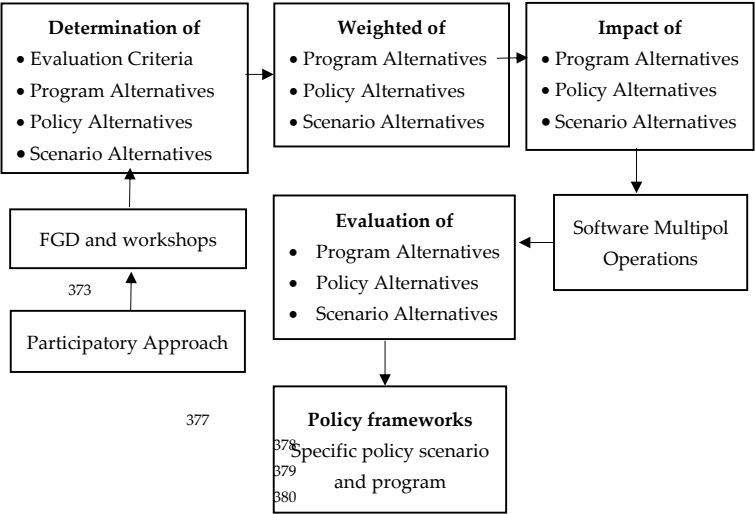 Determination of
• Evaluation Criteria
• Program Alternatives
• Policy Alternatives
• Scenario Alternatives
Weighted of
• Program Alternatives
• Policy Alternatives
• Scenario Alternatives
Impact of
• Program Alternatives
• Policy Alternatives
• Scenario Alternatives
FGD and workshops
373
Participatory Approach
Evaluation of
• Program Alternatives
• Policy Alternatives
• Scenario Alternatives
Software Multipol
Operations
377
Policy frameworks
378
Specific policy scenario
379
and program
380